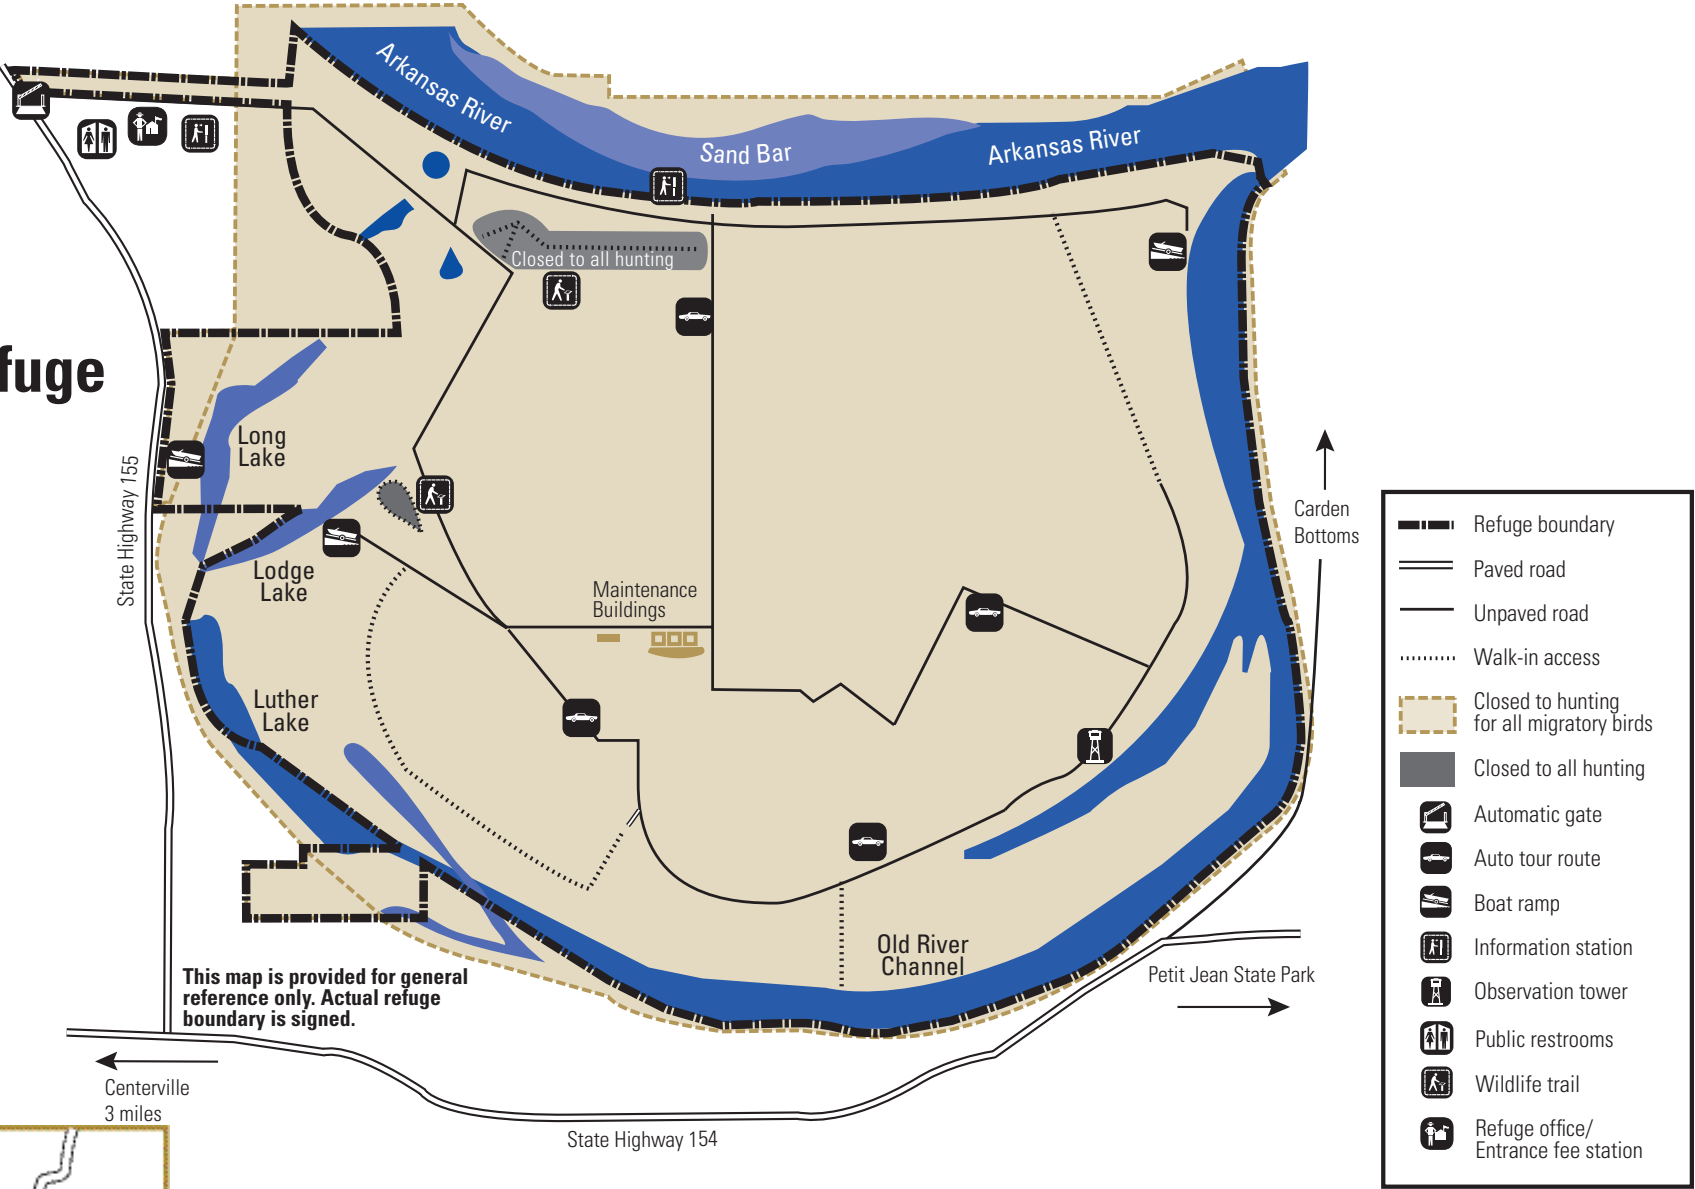 Arkansas River
Sand Bar
Arkansas River
Closed to all hunting
fuge
Long
Lake
State Highway 155
Lodge
Lake
Maintenance
Buildings
Luther
Lake
Carden
Bottoms
Old River
Channel
Petit Jean State Park
This map is provided for general
reference only. Actual refuge
boundary is signed.
Centerville
3 miles
State Highway 154
Refuge boundary
Paved road
Unpaved road
Walk-in access
Closed to hunting
for all migratory birds
Closed to all hunting
Automatic gate
Auto tour route
Boat ramp
Information station
Observation tower
Public restrooms
Wildlife trail
Refuge office/
Entrance fee station